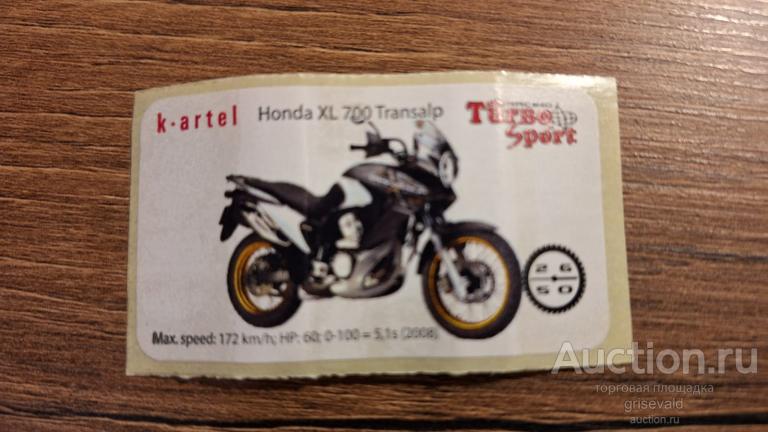 k·artel
Honda XL 700 Transalp
Turbo
Sport
26
50
Max. speed: 172 km/h; HP: 60; 0-100 = 5,1s (2008)
Auction.ru
торговая площадка
grisevald
auction.ru